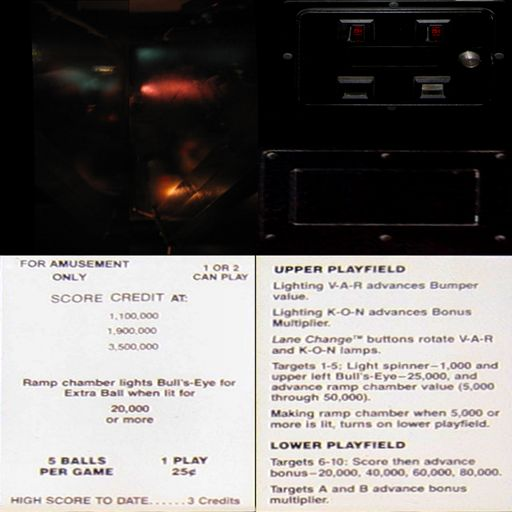 FOR AMUSEMENT
ONLY
1 OR 2
CAN PLAY
SCORE CREDIT AT:
1,100,000
1,900,000
3,500,000
Ramp chamber lights Bull's-Eye for
Extra Ball when lit for
20,000
or more
5 BALLS
PER GAME
1 PLAY
25¢
HIGH SCORE TO DATE......3 Credits
UPPER PLAYFIELD
Lighting V-A-R advances Bumper
value.
Lighting K-O-N advances Bonus
Multiplier.
Lane Change™ buttons rotate V-A-R
and K-O-N lamps.
Targets 1-5: Light spinner—1,000 and
upper left Bull's-Eye—25,000, and
advance ramp chamber value (5,000
through 50,000).
Making ramp chamber when 5,000 or
more is lit, turns on lower playfield.
LOWER PLAYFIELD
Targets 6-10: Score then advance
bonus—20,000, 40,000, 60,000, 80,000.
Targets A and B advance bonus
multiplier.